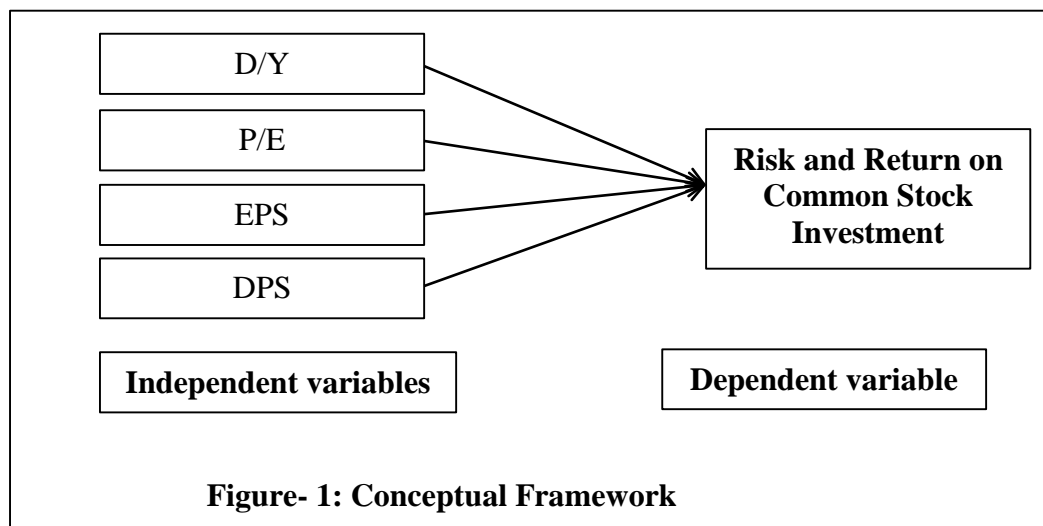 D/Y
P/E
EPS
DPS
Risk and Return on
Common Stock
Investment
Independent variables
Dependent variable
Figure- 1: Conceptual Framework